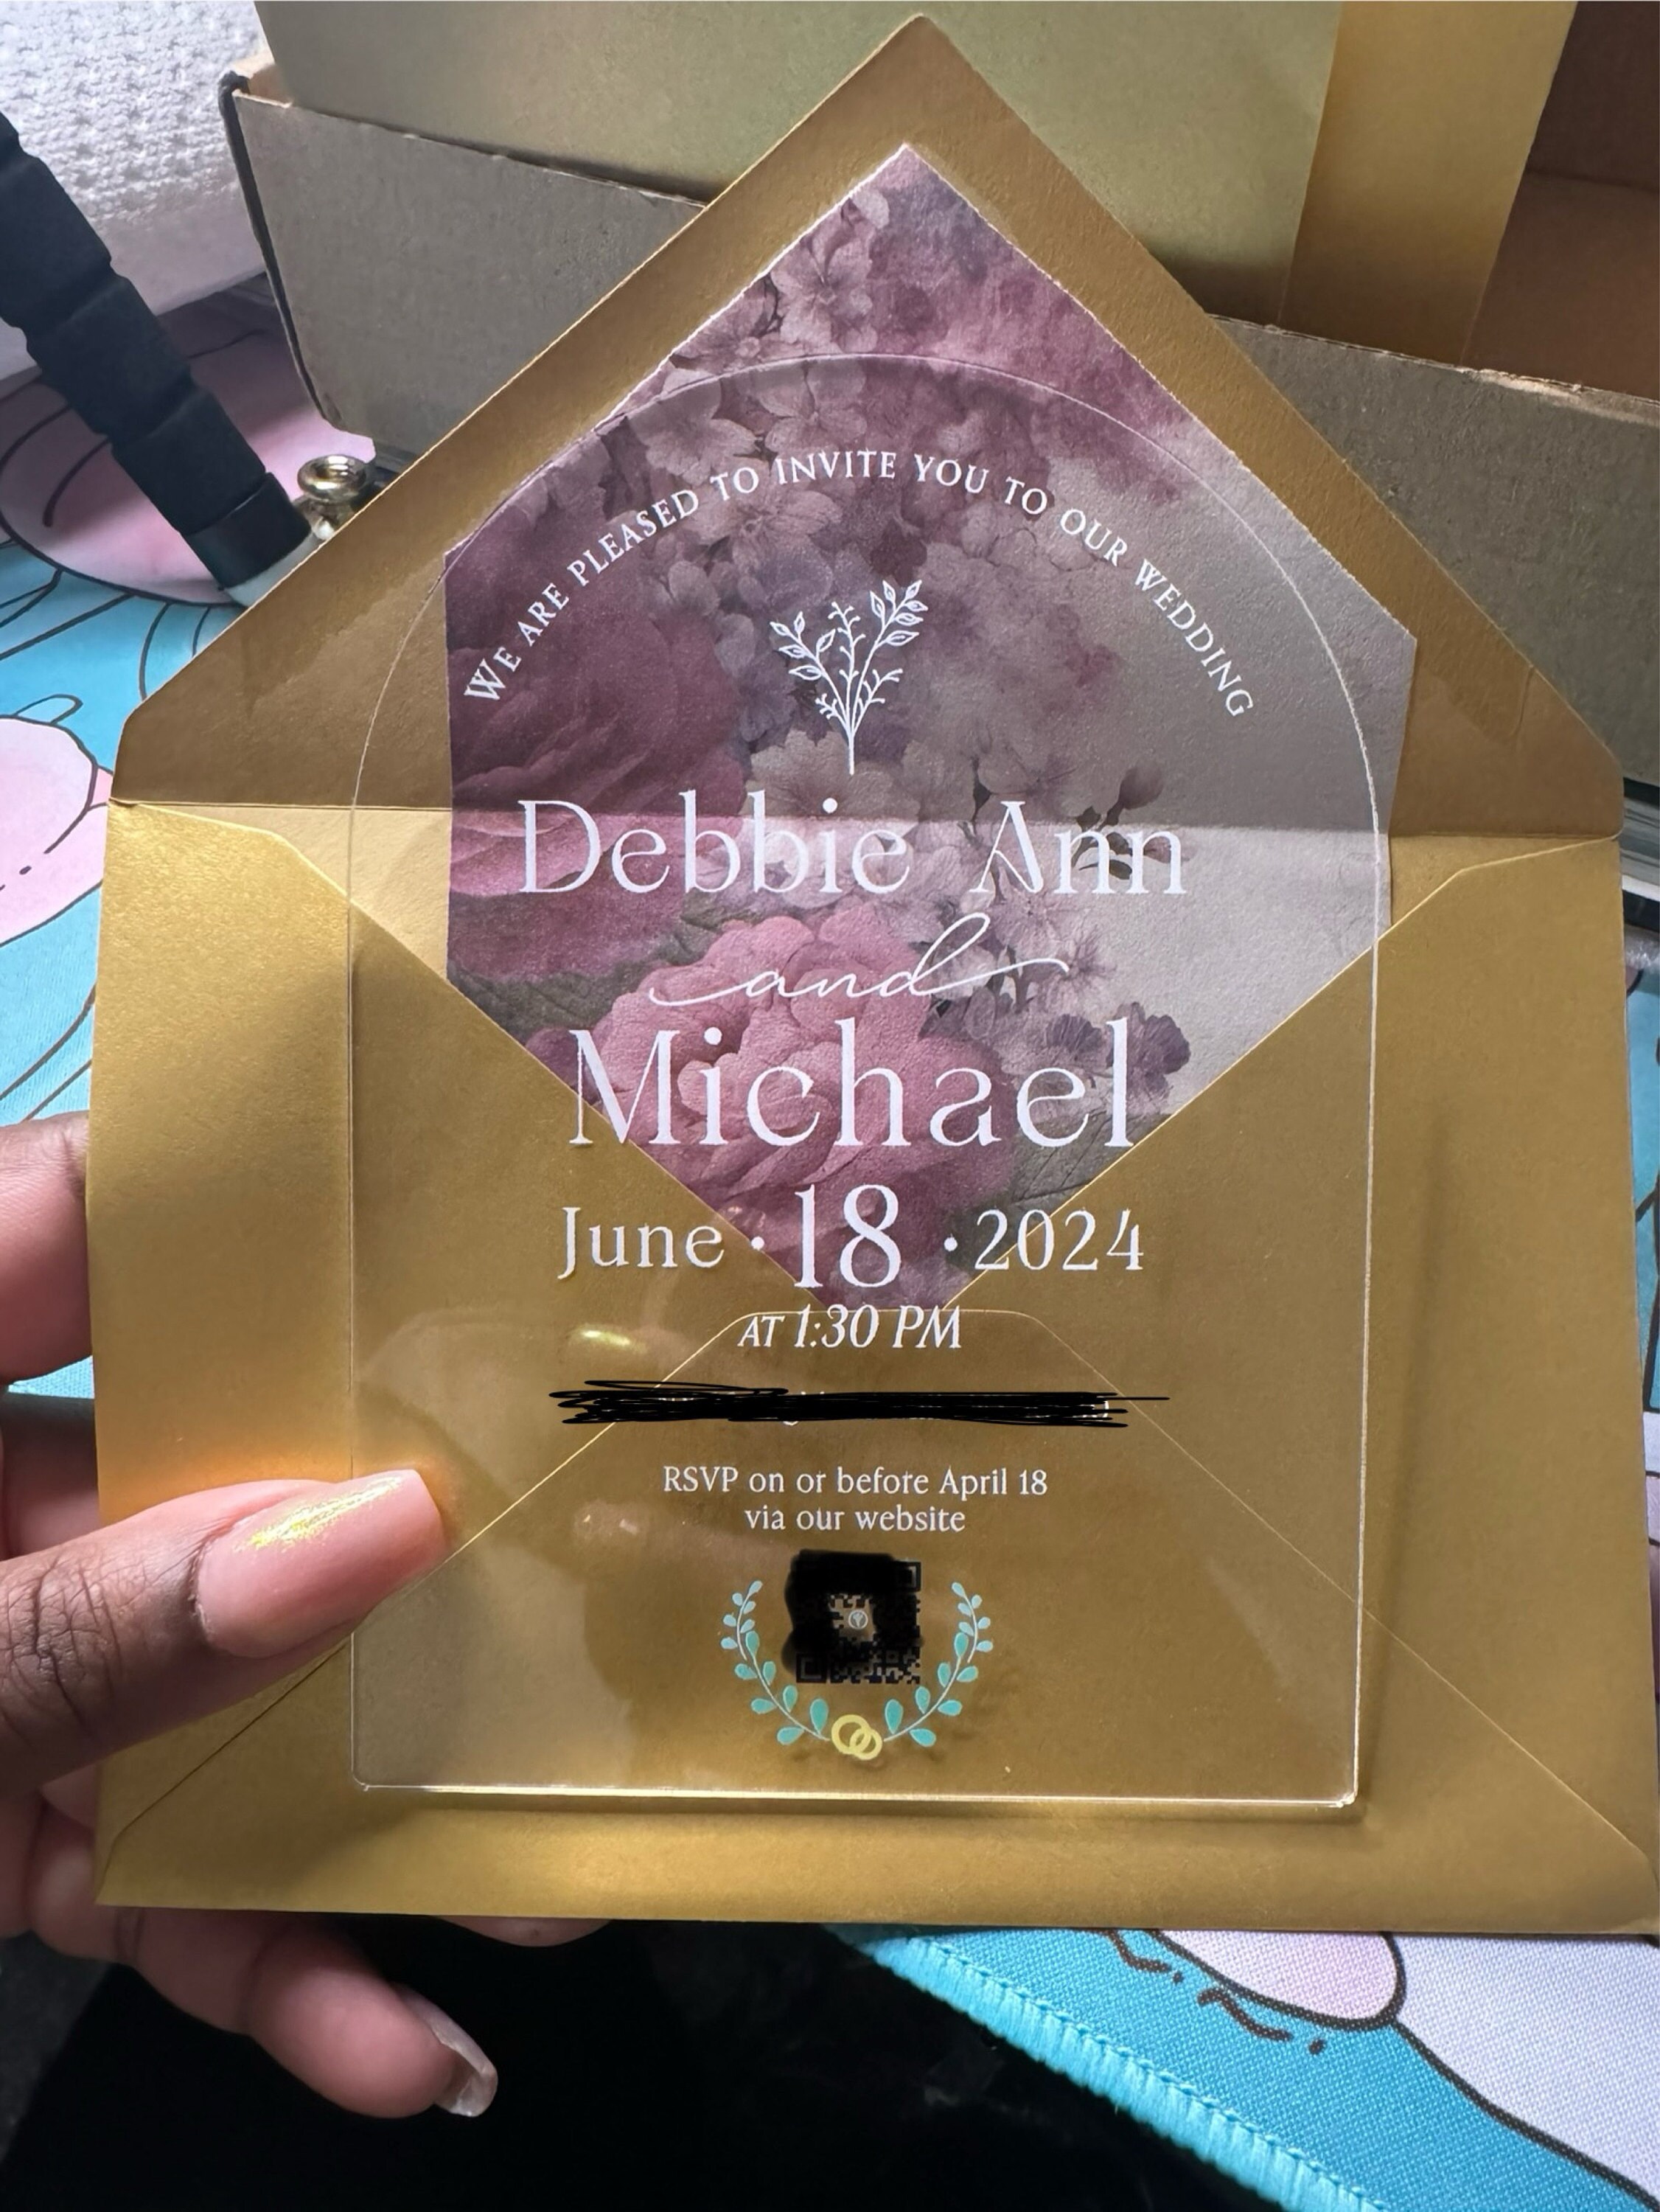 WE ARE PLEASED TO INVITE YOU TO OUR WEDDING
Debbie Ann
and
Michael
June · 18 · 2024
AT 1:30 PM
RSVP on or before April 18
via our website